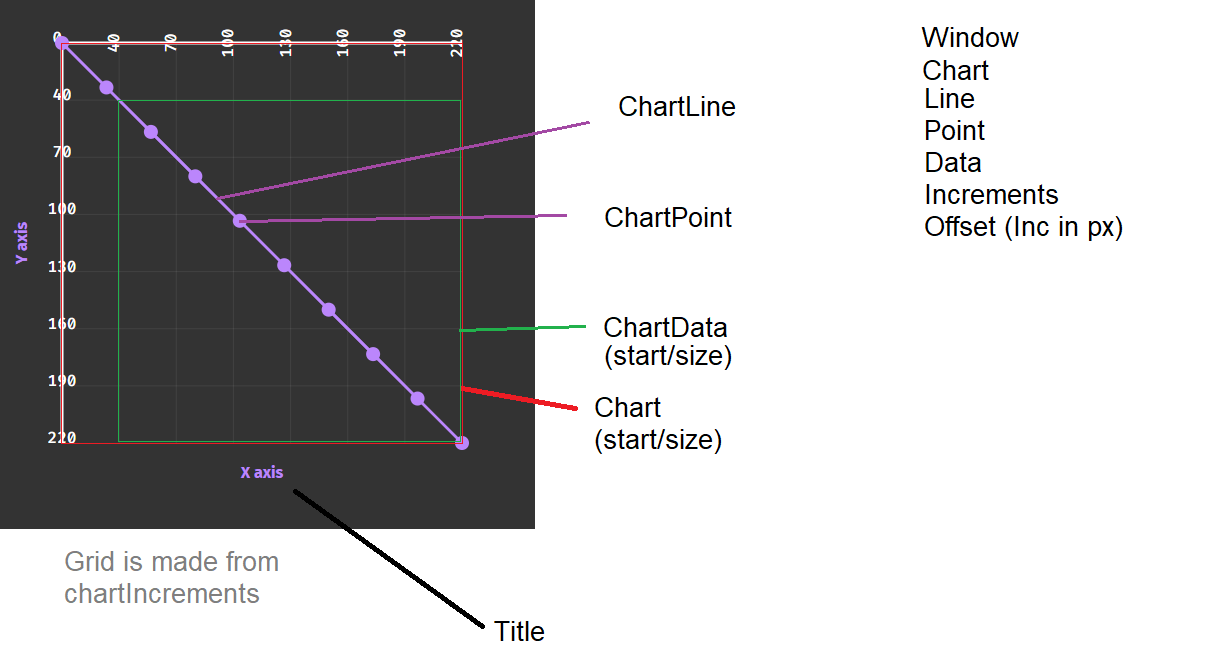 0 40 70 100 130 160 190 220
40
70
100
130
160
190
220
Y axis
X axis
ChartLine
ChartPoint
ChartData
(start/size)
Chart
(start/size)
Title
Grid is made from
chartIncrements
Window
Chart
Line
Point
Data
Increments
Offset (Inc in px)